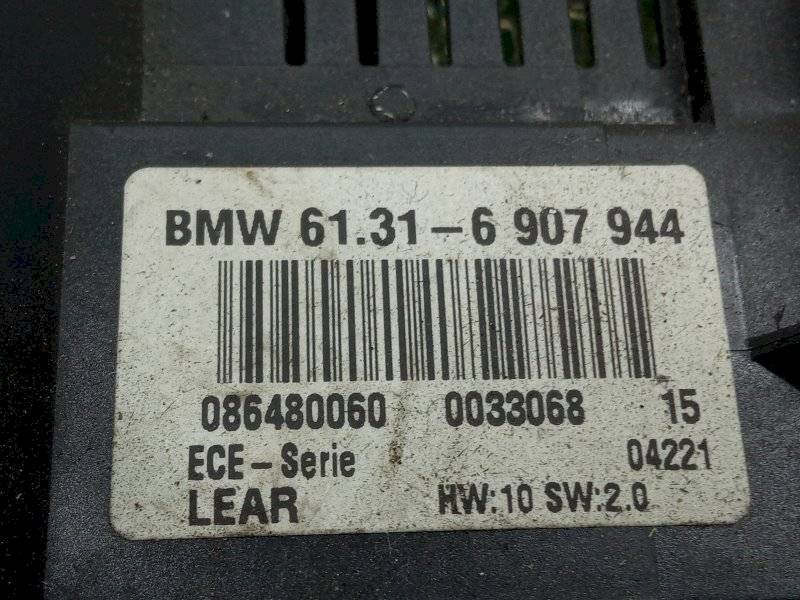 BMW 61.31-6 907 944
086480060 0033068 15
ECE-Serie 04221
LEAR HW:10 SW:2.0